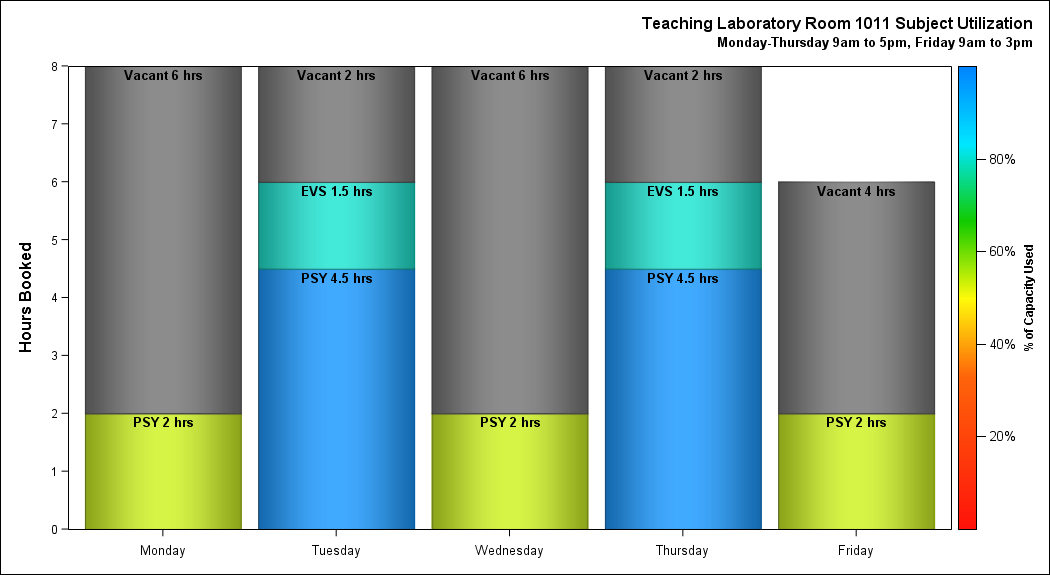 Teaching Laboratory Room 1011 Subject Utilization
Monday-Thursday 9am to 5pm, Friday 9am to 3pm
Hours Booked
8
7
6
5
4
3
2
1
0
Vacant 6 hrs
PSY 2 hrs
Vacant 2 hrs
EVS 1.5 hrs
PSY 4.5 hrs
Vacant 6 hrs
PSY 2 hrs
Vacant 2 hrs
EVS 1.5 hrs
PSY 4.5 hrs
Vacant 4 hrs
PSY 2 hrs
Monday
Tuesday
Wednesday
Thursday
Friday
80%
60%
40%
20%
% of Capacity Used